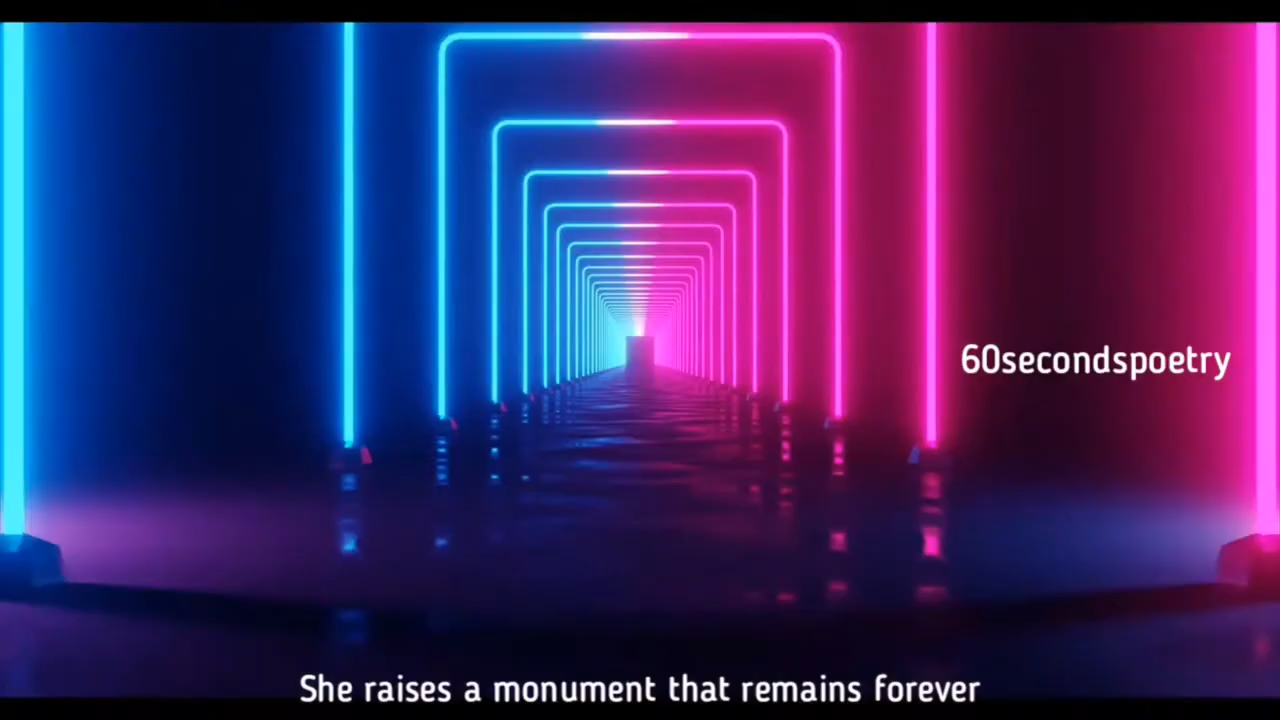 60secondspoetry
She raises a monument that remains forever